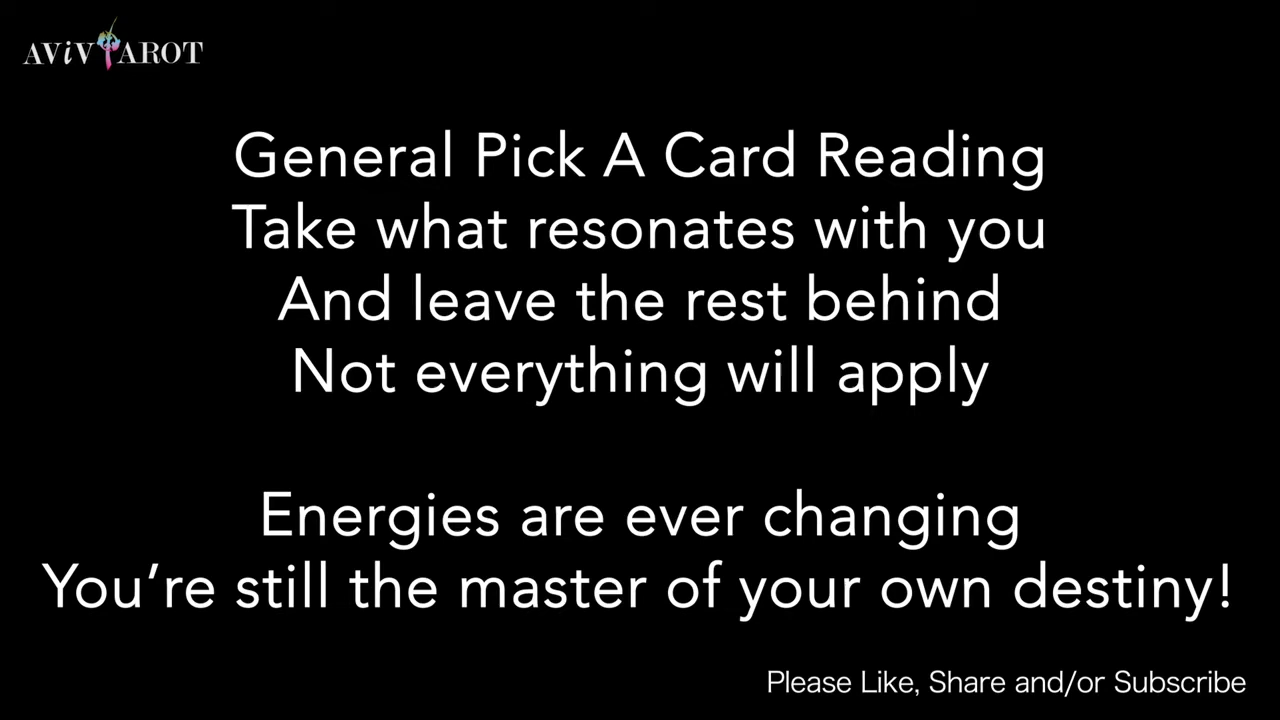 AViV TAROT
General Pick A Card Reading
Take what resonates with you
And leave the rest behind
Not everything will apply
Energies are ever changing
You’re still the master of your own destiny!
Please Like, Share and/or Subscribe